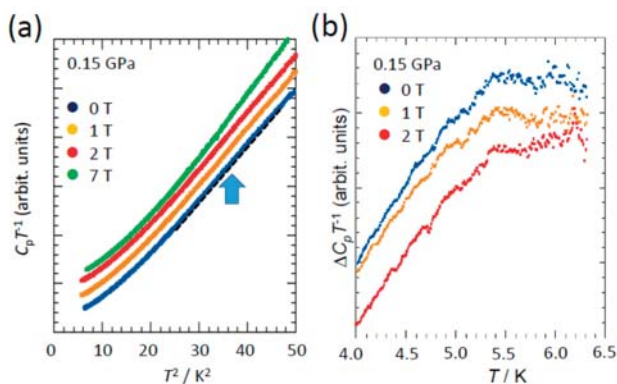 (a)
0.15 GPa
0 T
1 T
2 T
7 T
CₚT⁻¹ (arbit. units)
0 10 20 30 40 50
T² / K²
(b)
0.15 GPa
0 T
1 T
2 T
ΔCₚT⁻¹ (arbit. units)
4.0 4.5 5.0 5.5 6.0 6.5
T / K